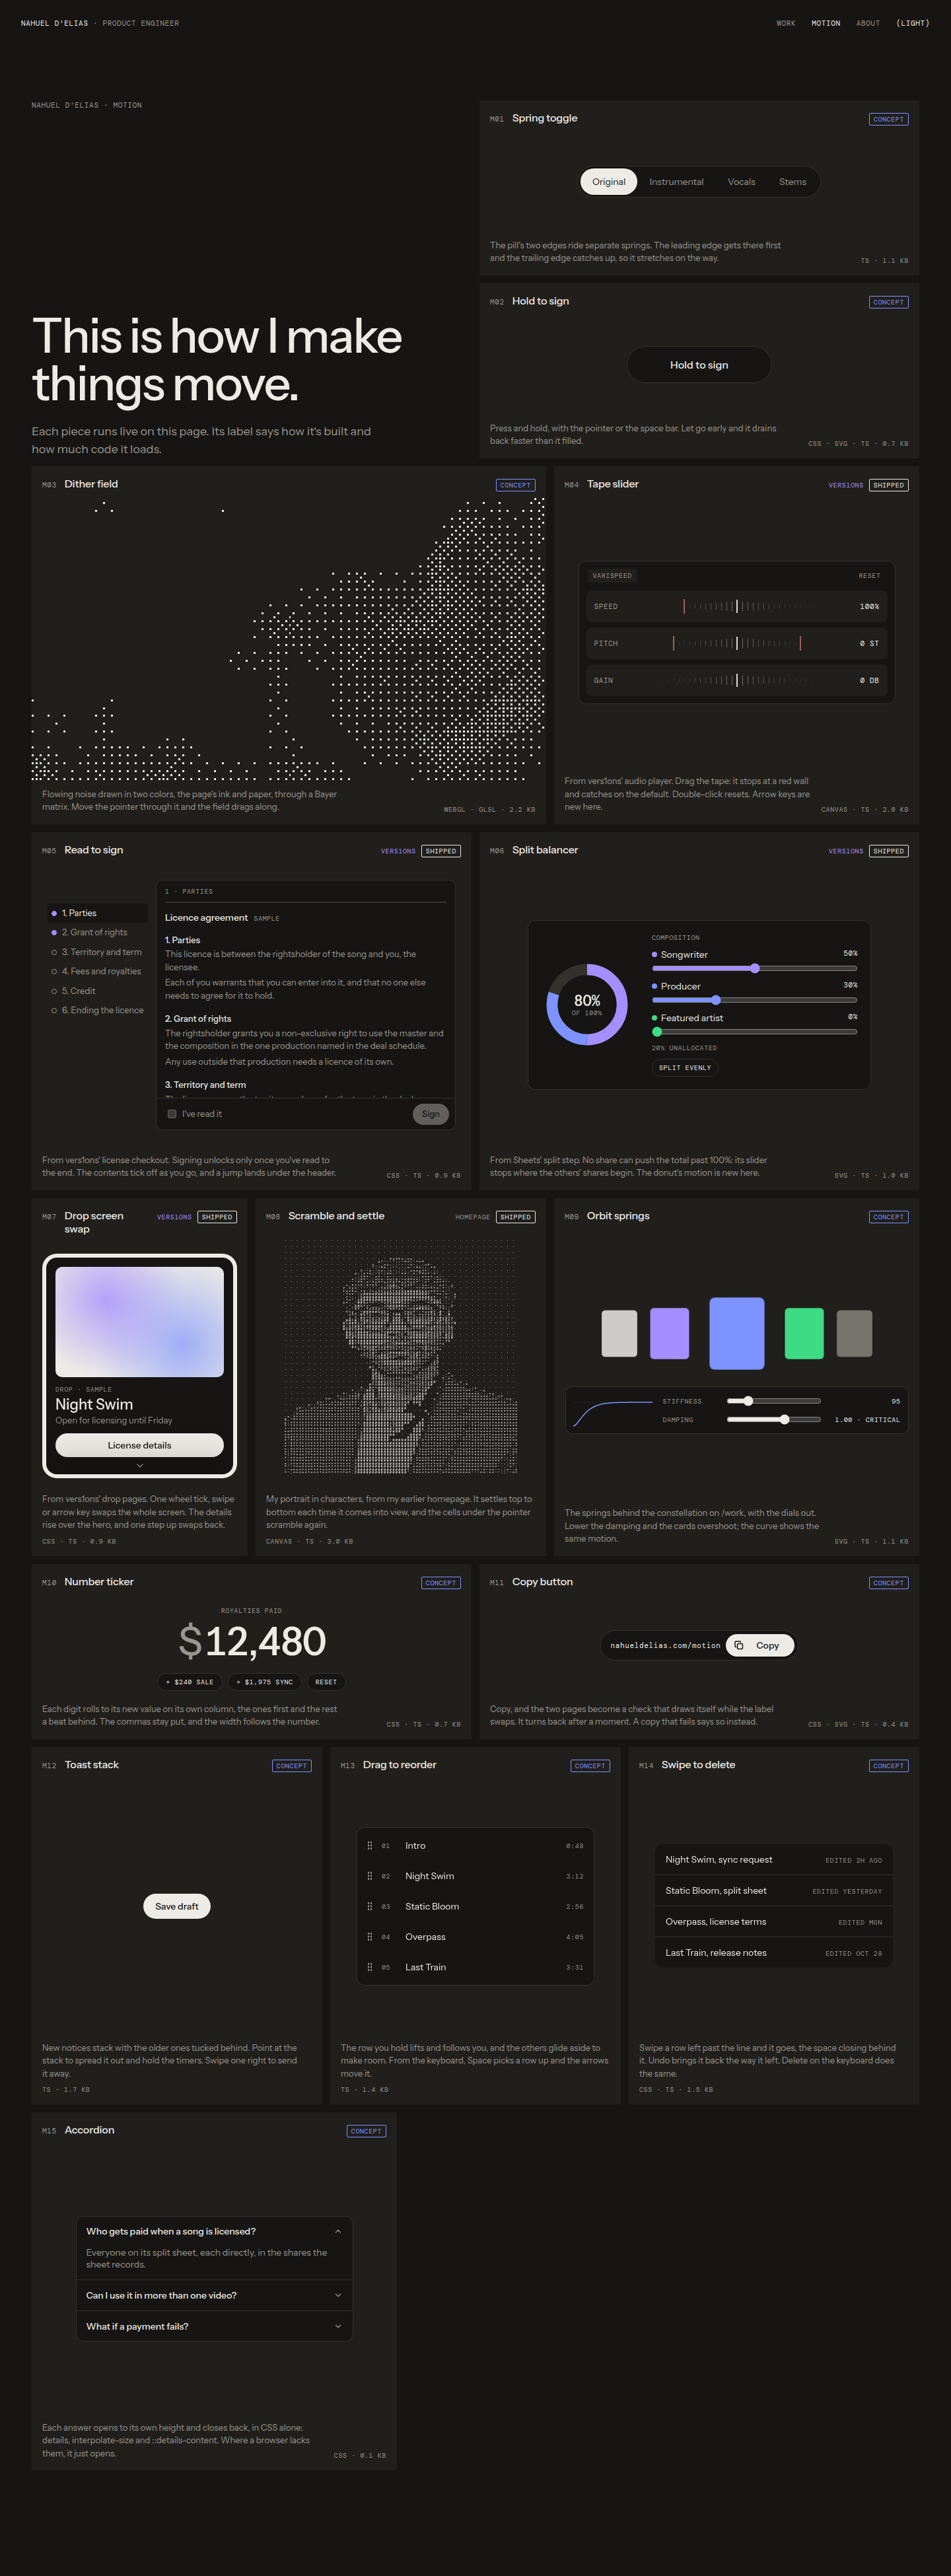 NAHUEL D'ELIAS · PRODUCT ENGINEER
WORK MOTION ABOUT (LIGHT)
NAHUEL D'ELIAS · MOTION
This is how I make
things move.
Each piece runs live on this page. Its label says how it's built and
how much code it loads.
M01 Spring toggle CONCEPT
Original Instrumental Vocals Stems
The pill's two edges ride separate springs. The leading edge gets there first
and the trailing edge catches up, so it stretches on the way.
TS · 1.1 KB
M02 Hold to sign CONCEPT
Hold to sign
Press and hold, with the pointer or the space bar. Let go early and it drains
back faster than it filled.
CSS · SVG · TS · 0.7 KB
M03 Dither field CONCEPT
Flowing noise drawn in two colors, the page's ink and paper, through a Bayer
matrix. Move the pointer through it and the field drags along.
WEBGL · GLSL · 2.2 KB
M04 Tape slider VERS1ONS SHIPPED
VARISPEED RESET
SPEED 100%
PITCH 0 ST
GAIN 0 DB
From vers1ons' audio player. Drag the tape: it stops at a red wall
and catches on the default. Double-click resets. Arrow keys are
new here.
CANVAS · TS · 2.0 KB
M05 Read to sign VERS1ONS SHIPPED
1. Parties
2. Grant of rights
3. Territory and term
4. Fees and royalties
5. Credit
6. Ending the licence
1 · PARTIES
Licence agreement SAMPLE
1. Parties
This licence is between the rightsholder of the song and you, the
licensee.
Each of you warrants that you can enter into it, and that no one else
needs to agree for it to hold.
2. Grant of rights
The rightsholder grants you a non-exclusive right to use the master and
the composition in the one production named in the deal schedule.
Any use outside that production needs a licence of its own.
3. Territory and term
I've read it Sign
From vers1ons' license checkout. Signing unlocks only once you've read to
the end. The contents tick off as you go, and a jump lands under the header.
CSS · TS · 0.9 KB
M06 Split balancer VERS1ONS SHIPPED
80%
OF 100%
COMPOSITION
Songwriter 50%
Producer 30%
Featured artist 0%
20% UNALLOCATED
SPLIT EVENLY
From Sheets' split step. No share can push the total past 100%: its slider
stops where the others' shares begin. The donut's motion is new here.
SVG · TS · 1.0 KB
M07 Drop screen
swap
VERS1ONS SHIPPED
DROP · SAMPLE
Night Swim
Open for licensing until Friday
License details
From vers1ons' drop pages. One wheel tick, swipe
or arrow key swaps the whole screen. The details
rise over the hero, and one step up swaps back.
CSS · TS · 0.9 KB
M08 Scramble and settle HOMEPAGE SHIPPED
My portrait in characters, from my earlier homepage. It settles top to
bottom each time it comes into view, and the cells under the pointer
scramble again.
CANVAS · TS · 3.0 KB
M09 Orbit springs CONCEPT
STIFFNESS 95
DAMPING 1.00 · CRITICAL
The springs behind the constellation on /work, with the dials out.
Lower the damping and the cards overshoot; the curve shows the
same motion.
SVG · TS · 1.1 KB
M10 Number ticker CONCEPT
ROYALTIES PAID
$12,480
+ $240 SALE + $1,975 SYNC RESET
Each digit rolls to its new value on its own column, the ones first and the rest
a beat behind. The commas stay put, and the width follows the number.
CSS · TS · 0.7 KB
M11 Copy button CONCEPT
nahueldelias.com/motion Copy
Copy, and the two pages become a check that draws itself while the label
swaps. It turns back after a moment. A copy that fails says so instead.
CSS · SVG · TS · 0.4 KB
M12 Toast stack CONCEPT
Save draft
New notices stack with the older ones tucked behind. Point at the
stack to spread it out and hold the timers. Swipe one right to send
it away.
TS · 1.7 KB
M13 Drag to reorder CONCEPT
01 Intro 0:48
02 Night Swim 3:12
03 Static Bloom 2:56
04 Overpass 4:05
05 Last Train 3:31
The row you hold lifts and follows you, and the others glide aside to
make room. From the keyboard, Space picks a row up and the arrows
move it.
TS · 1.4 KB
M14 Swipe to delete CONCEPT
Night Swim, sync request EDITED 2H AGO
Static Bloom, split sheet EDITED YESTERDAY
Overpass, license terms EDITED MON
Last Train, release notes EDITED OCT 28
Swipe a row left past the line and it goes, the space closing behind
it. Undo brings it back the way it left. Delete on the keyboard does
the same.
CSS · TS · 1.5 KB
M15 Accordion CONCEPT
Who gets paid when a song is licensed?
Everyone on its split sheet, each directly, in the shares the
sheet records.
Can I use it in more than one video?
What if a payment fails?
Each answer opens to its own height and closes back, in CSS alone:
details, interpolate-size and ::details-content. Where a browser lacks
them, it just opens.
CSS · 0.1 KB